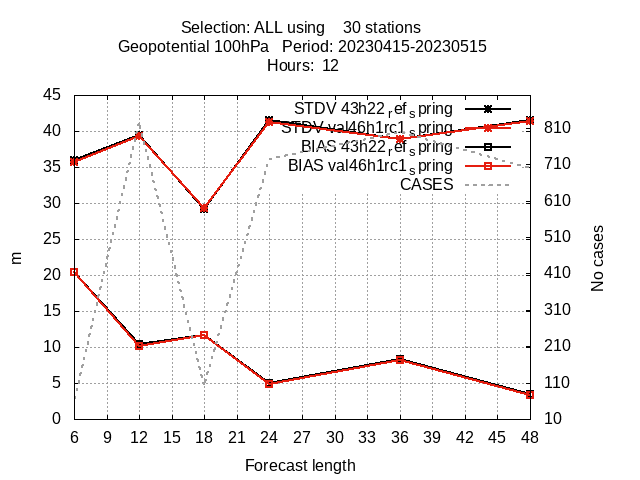 Selection: ALL using    30 stations
Geopotential 100hPa   Period: 20230415-20230515
Hours:  12
STDV 43h22_ref_spring
STDV val46h1rc1_spring
BIAS 43h22_ref_spring
BIAS val46h1rc1_spring
CASES
45
40
35
30
25
20
15
10
5
0
m
810
710
610
510
410
310
210
110
10
No cases
6 9 12 15 18 21 24 27 30 33 36 39 42 45 48
Forecast length